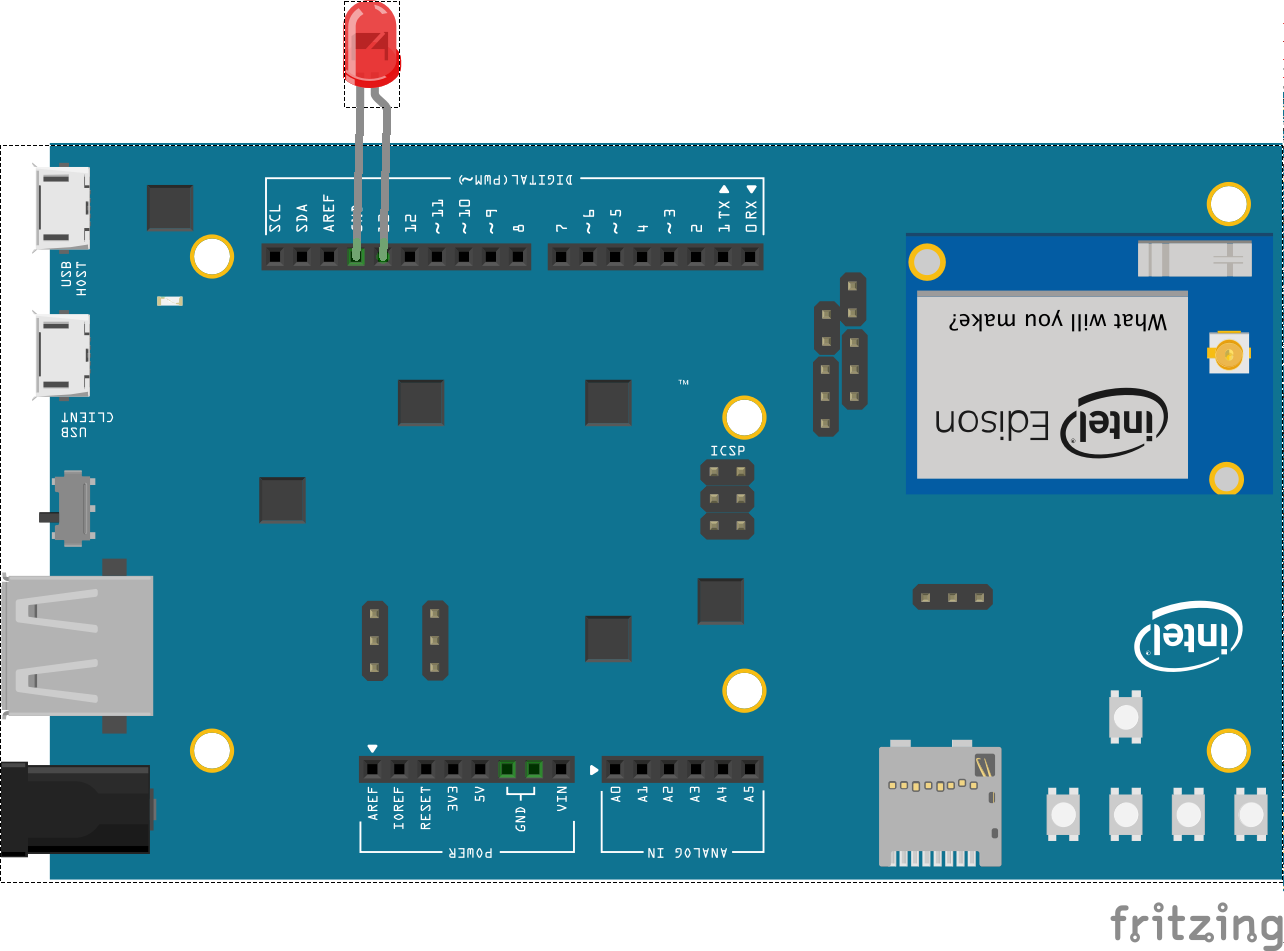 DIGITAL(PWM~)
SCL
SDA
AREF
12
~11
~10
~9
8
7
~6
~5
4
~3
2
1 TX
0 RX
USB
HOST
USB
CLIENT
™
ICSP
What will you make?
intel Edison
intel
AREF
IOREF
RESET
3V3
5V
GND
VIN
POWER
A0
A1
A2
A3
A4
A5
ANALOG IN
fritzing